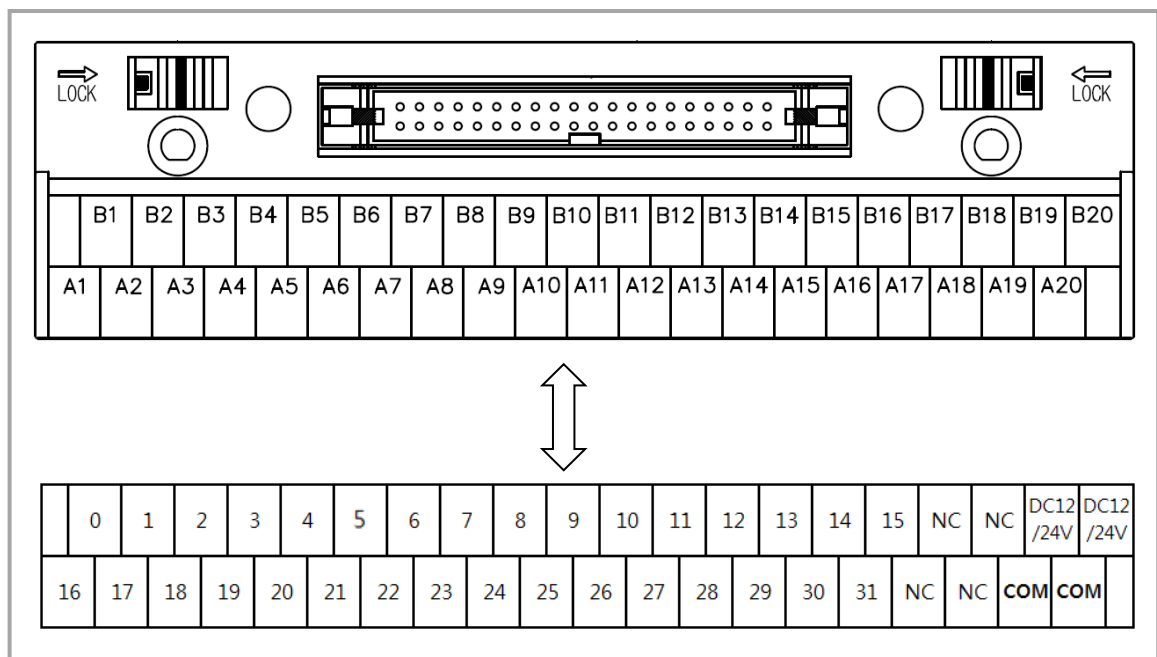 LOCK LOCK
B1 B2 B3 B4 B5 B6 B7 B8 B9 B10 B11 B12 B13 B14 B15 B16 B17 B18 B19 B20
A1 A2 A3 A4 A5 A6 A7 A8 A9 A10 A11 A12 A13 A14 A15 A16 A17 A18 A19 A20
0 1 2 3 4 5 6 7 8 9 10 11 12 13 14 15 NC NC DC12 /24V DC12 /24V
16 17 18 19 20 21 22 23 24 25 26 27 28 29 30 31 NC NC COM COM